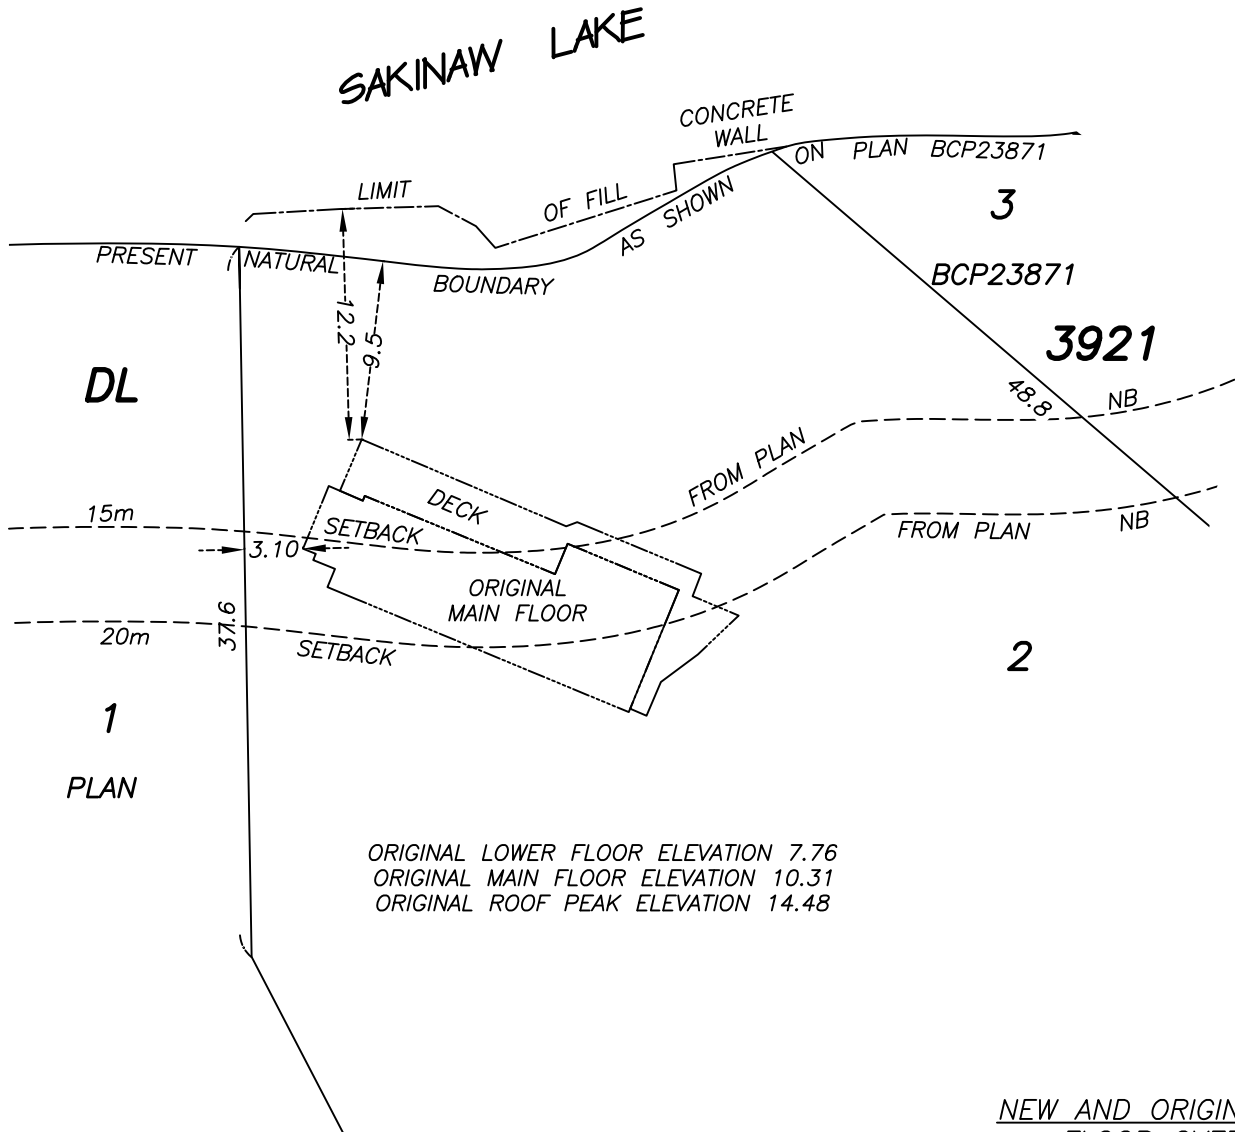 SAKINAW LAKE
CONCRETE
WALL
ON PLAN BCP23871
LIMIT
OF FILL
AS SHOWN
3
PRESENT
NATURAL
BOUNDARY
BCP23871
12.2
9.5
3921
DL
48.8
NB
FROM PLAN
DECK
15m
SETBACK
FROM PLAN
NB
3.10
ORIGINAL
MAIN FLOOR
37.6
20m
SETBACK
2
1
PLAN
ORIGINAL LOWER FLOOR ELEVATION 7.76
ORIGINAL MAIN FLOOR ELEVATION 10.31
ORIGINAL ROOF PEAK ELEVATION 14.48
NEW AND ORIGIN